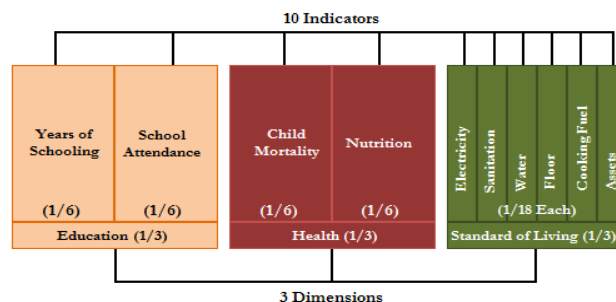 10 Indicators
Years of
Schooling
(1/6)
School
Attendance
(1/6)
Education (1/3)
Child
Mortality
(1/6)
Nutrition
(1/6)
Health (1/3)
Electricity
Sanitation
Water
Floor
Cooking Fuel
Assets
(1/18 Each)
Standard of Living (1/3)
3 Dimensions